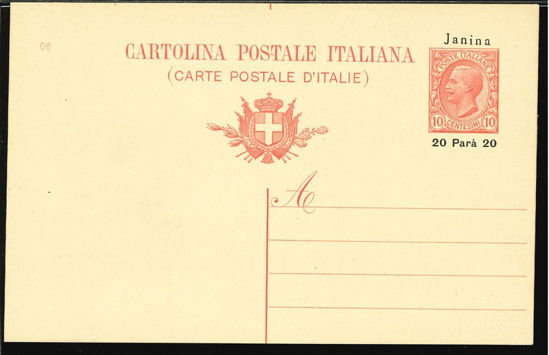 08
Janina
CARTOLINA POSTALE ITALIANA
(CARTE POSTALE D'ITALIE)
POSTE ITALIANE
10 CENTESIMI 10
20 Parà 20
A